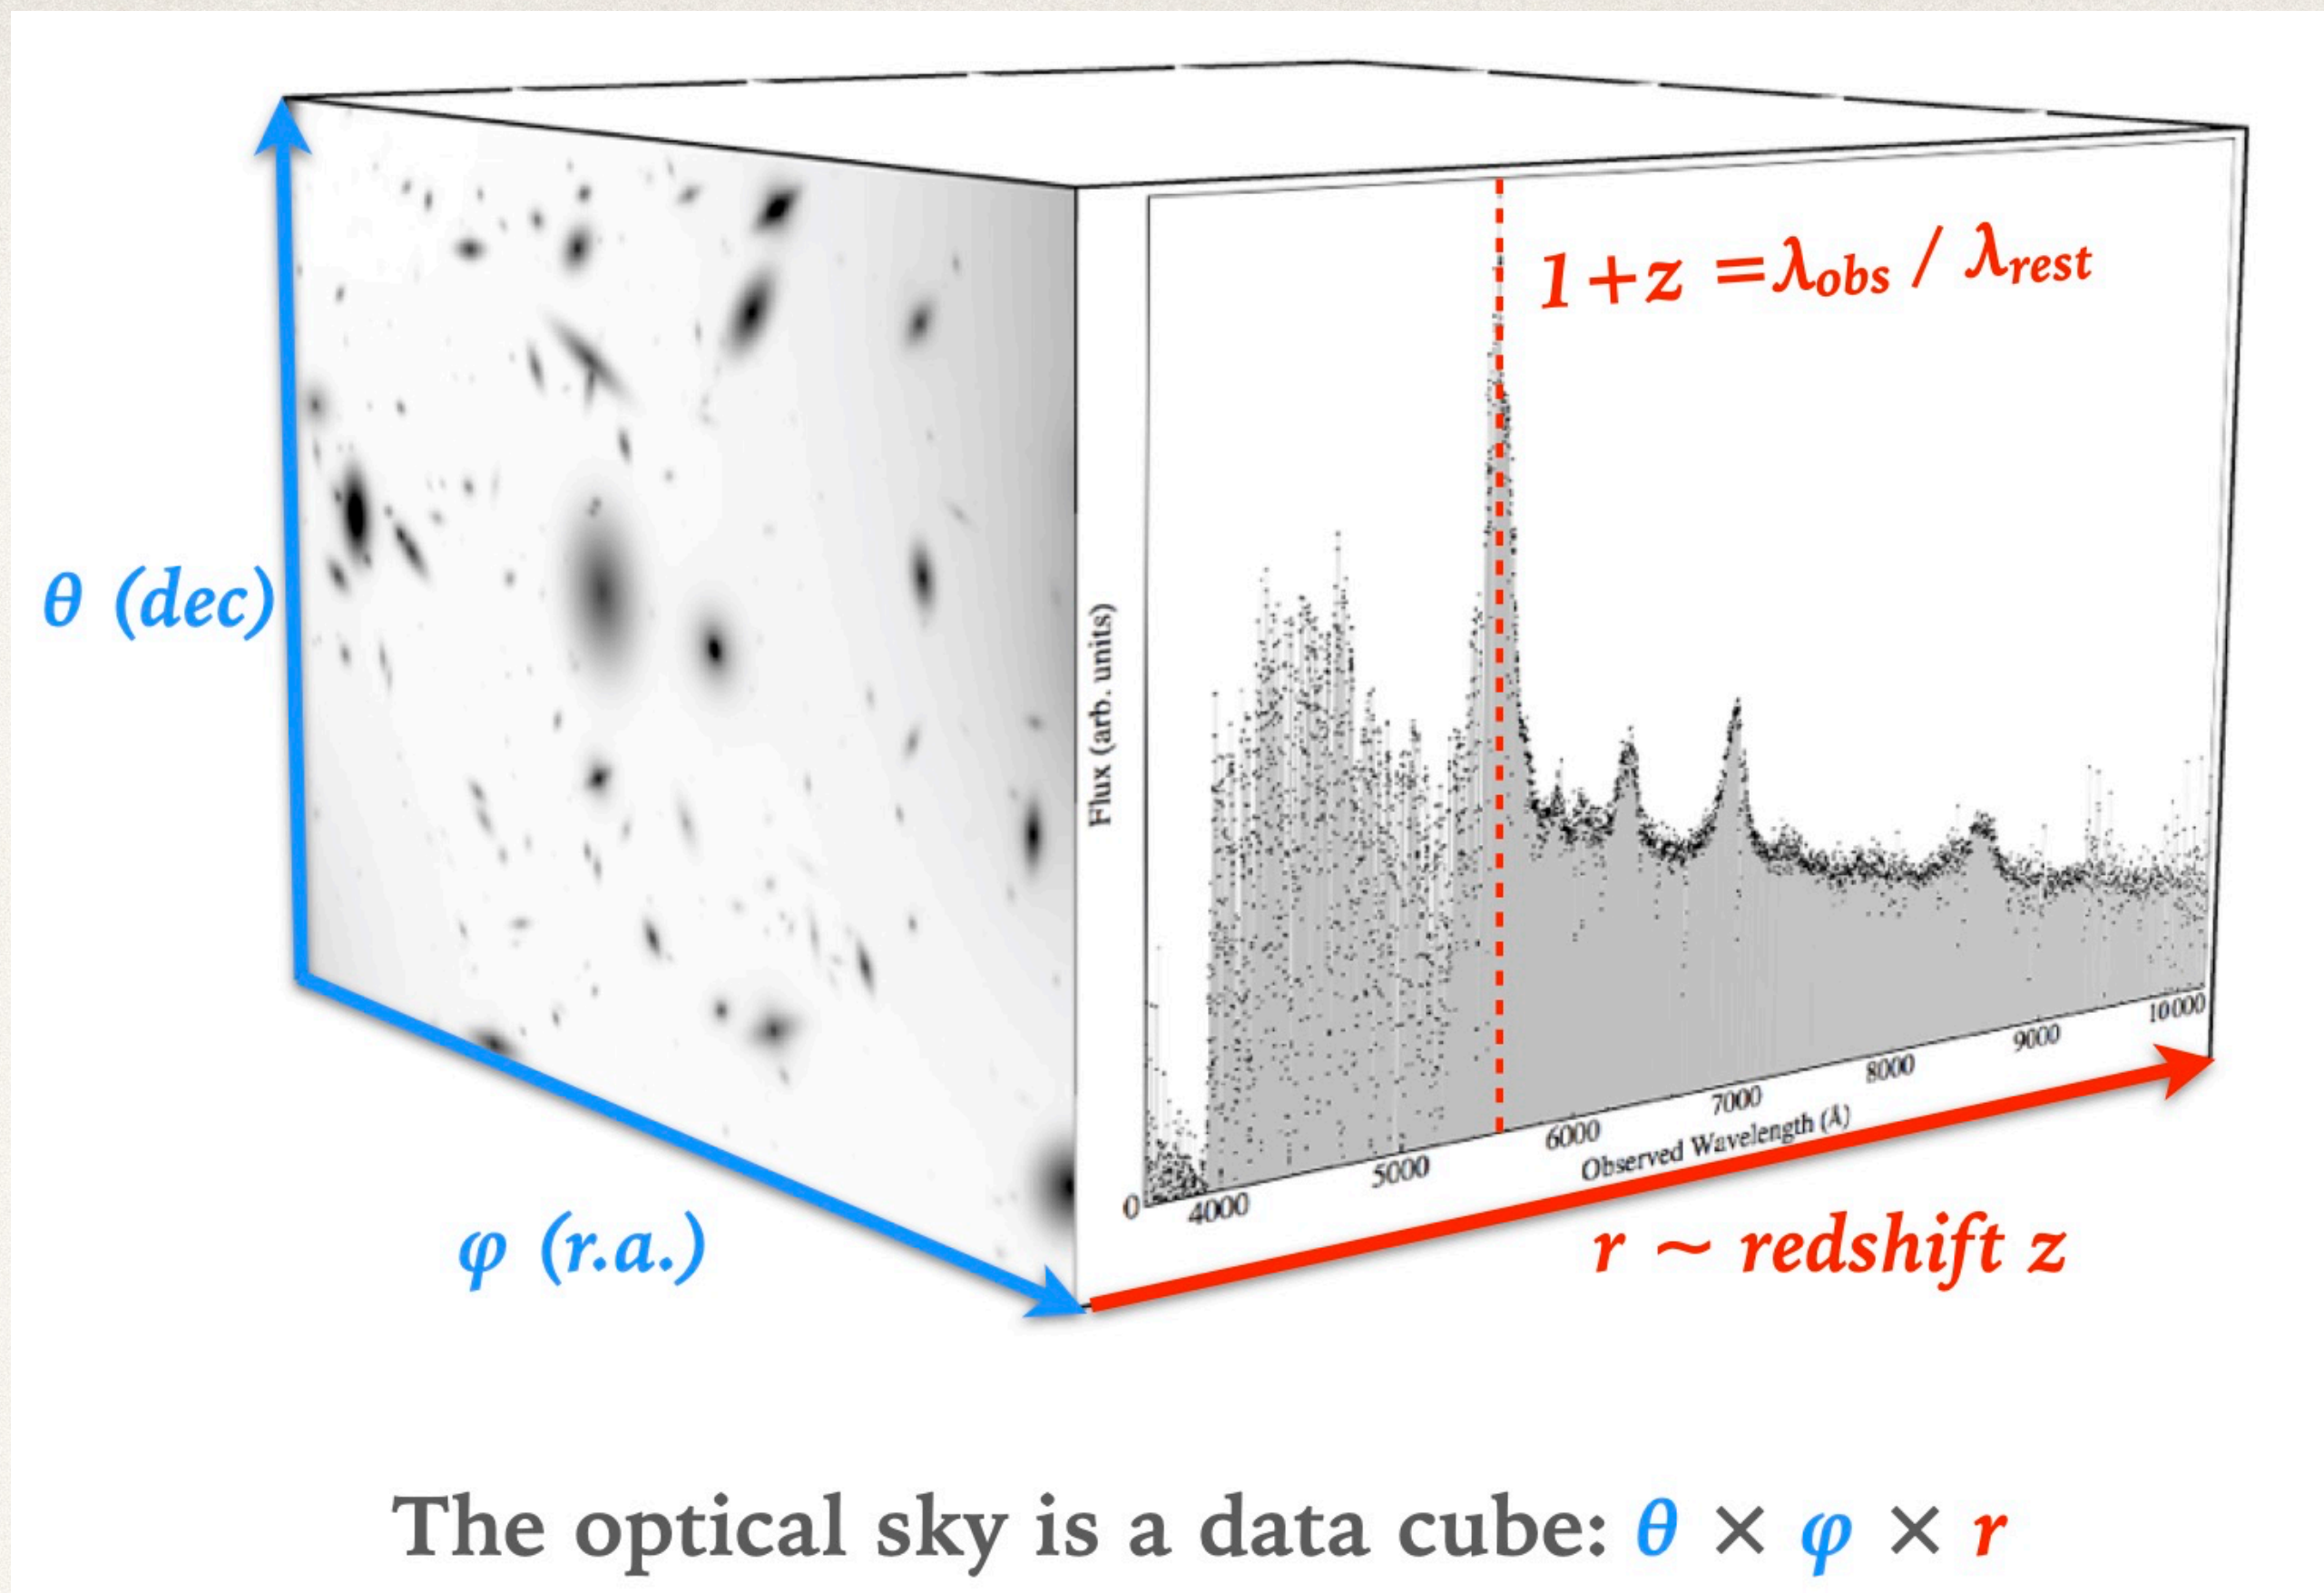 1+z =λobs / λrest
θ (dec)
Flux (arb. units)
0
4000
5000
6000
7000
8000
9000
10000
Observed Wavelength (Å)
φ (r.a.)
r ~ redshift z
The optical sky is a data cube: θ × φ × r